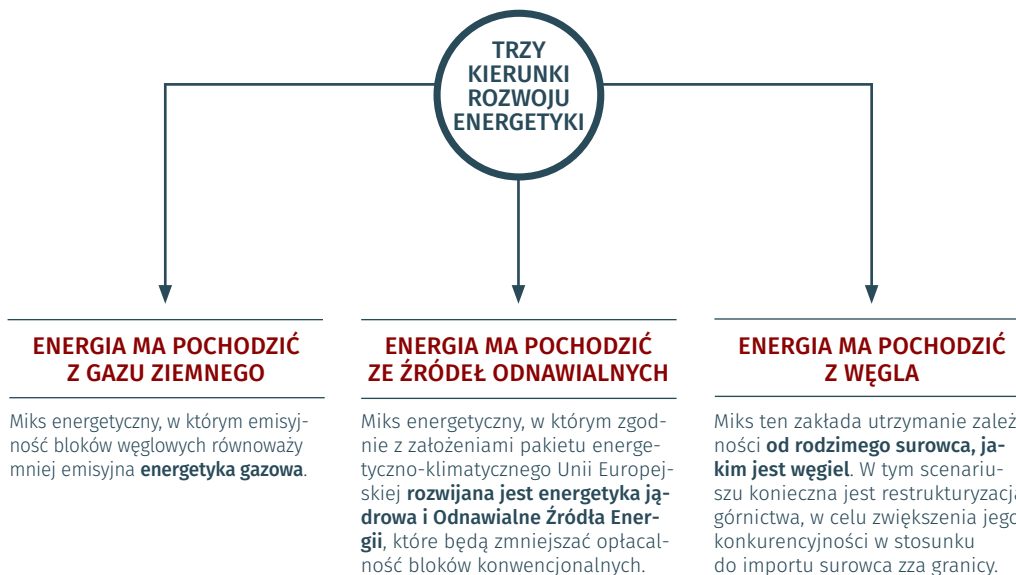 TRZY
KIERUNKI
ROZWOJU
ENERGETYKI
ENERGIA MA POCHODZIĆ
Z GAZU ZIEMNEGO
Miks energetyczny, w którym emisyj-
ność bloków węglowych równoważy
mniej emisyjna energetyka gazowa.
ENERGIA MA POCHODZIĆ
ZE ŹRÓDEŁ ODNAWIALNYCH
Miks energetyczny, w którym zgod-
nie z założeniami pakietu energe-
tyczno-klimatycznego Unii Europej-
skiej rozwijana jest energetyka ją-
drowa i Odnawialne Źródła Ener-
gii, które będą zmniejszać opłacal-
ność bloków konwencjonalnych.
ENERGIA MA POCHODZIĆ
Z WĘGLA
Miks ten zakłada utrzymanie zależ
ności od rodzimego surowca, ja-
kim jest węgiel. W tym scenariu-
szu konieczna jest restrukturyzacja
górnictwa, w celu zwiększenia jego
konkurencyjności w stosunku
do importu surowca zza granicy.